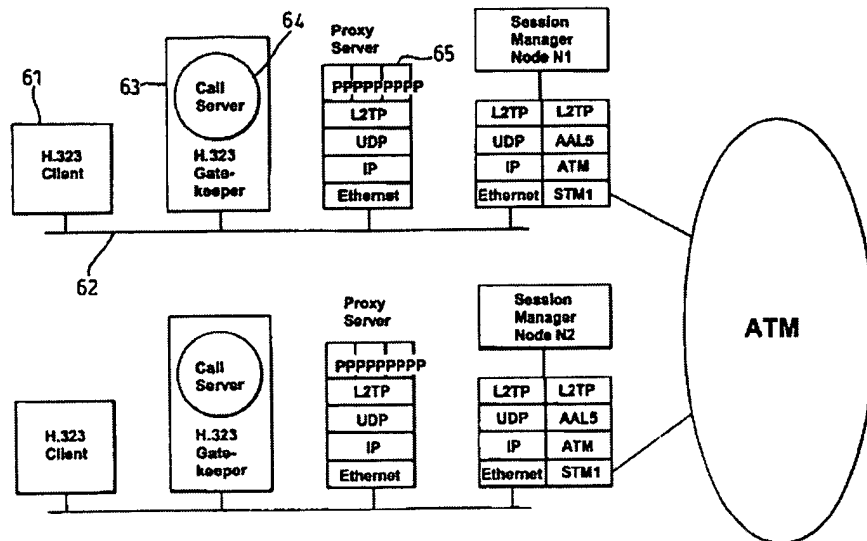 61
H.323
Client
62
63
64
Call
Server
H.323
Gate-
keeper
Proxy
Server
65
PPPPPPPPP
L2TP
UDP
IP
Ethernet
Session
Manager
Node N1
L2TP L2TP
UDP AAL5
IP ATM
Ethernet STM1
ATM
H.323
Client
Call
Server
H.323
Gate-
keeper
Proxy
Server
PPPPPPPPP
L2TP
UDP
IP
Ethernet
Session
Manager
Node N2
L2TP L2TP
UDP AAL5
IP ATM
Ethernet STM1